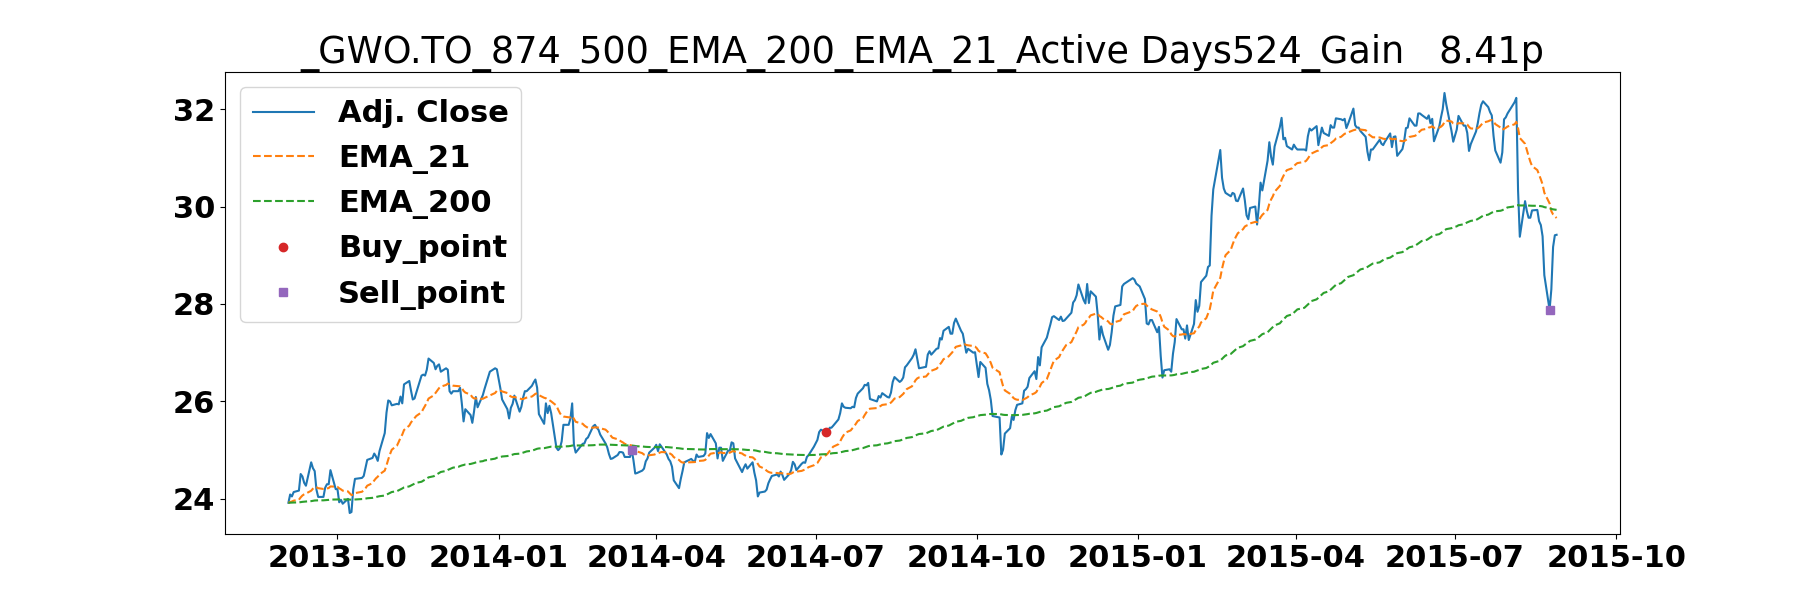 _GWO.TO_874_500_EMA_200_EMA_21_Active Days524_Gain   8.41p
Adj. Close
EMA_21
EMA_200
Buy_point
Sell_point
32
30
28
26
24
2013-10 2014-01 2014-04 2014-07 2014-10 2015-01 2015-04 2015-07 2015-10